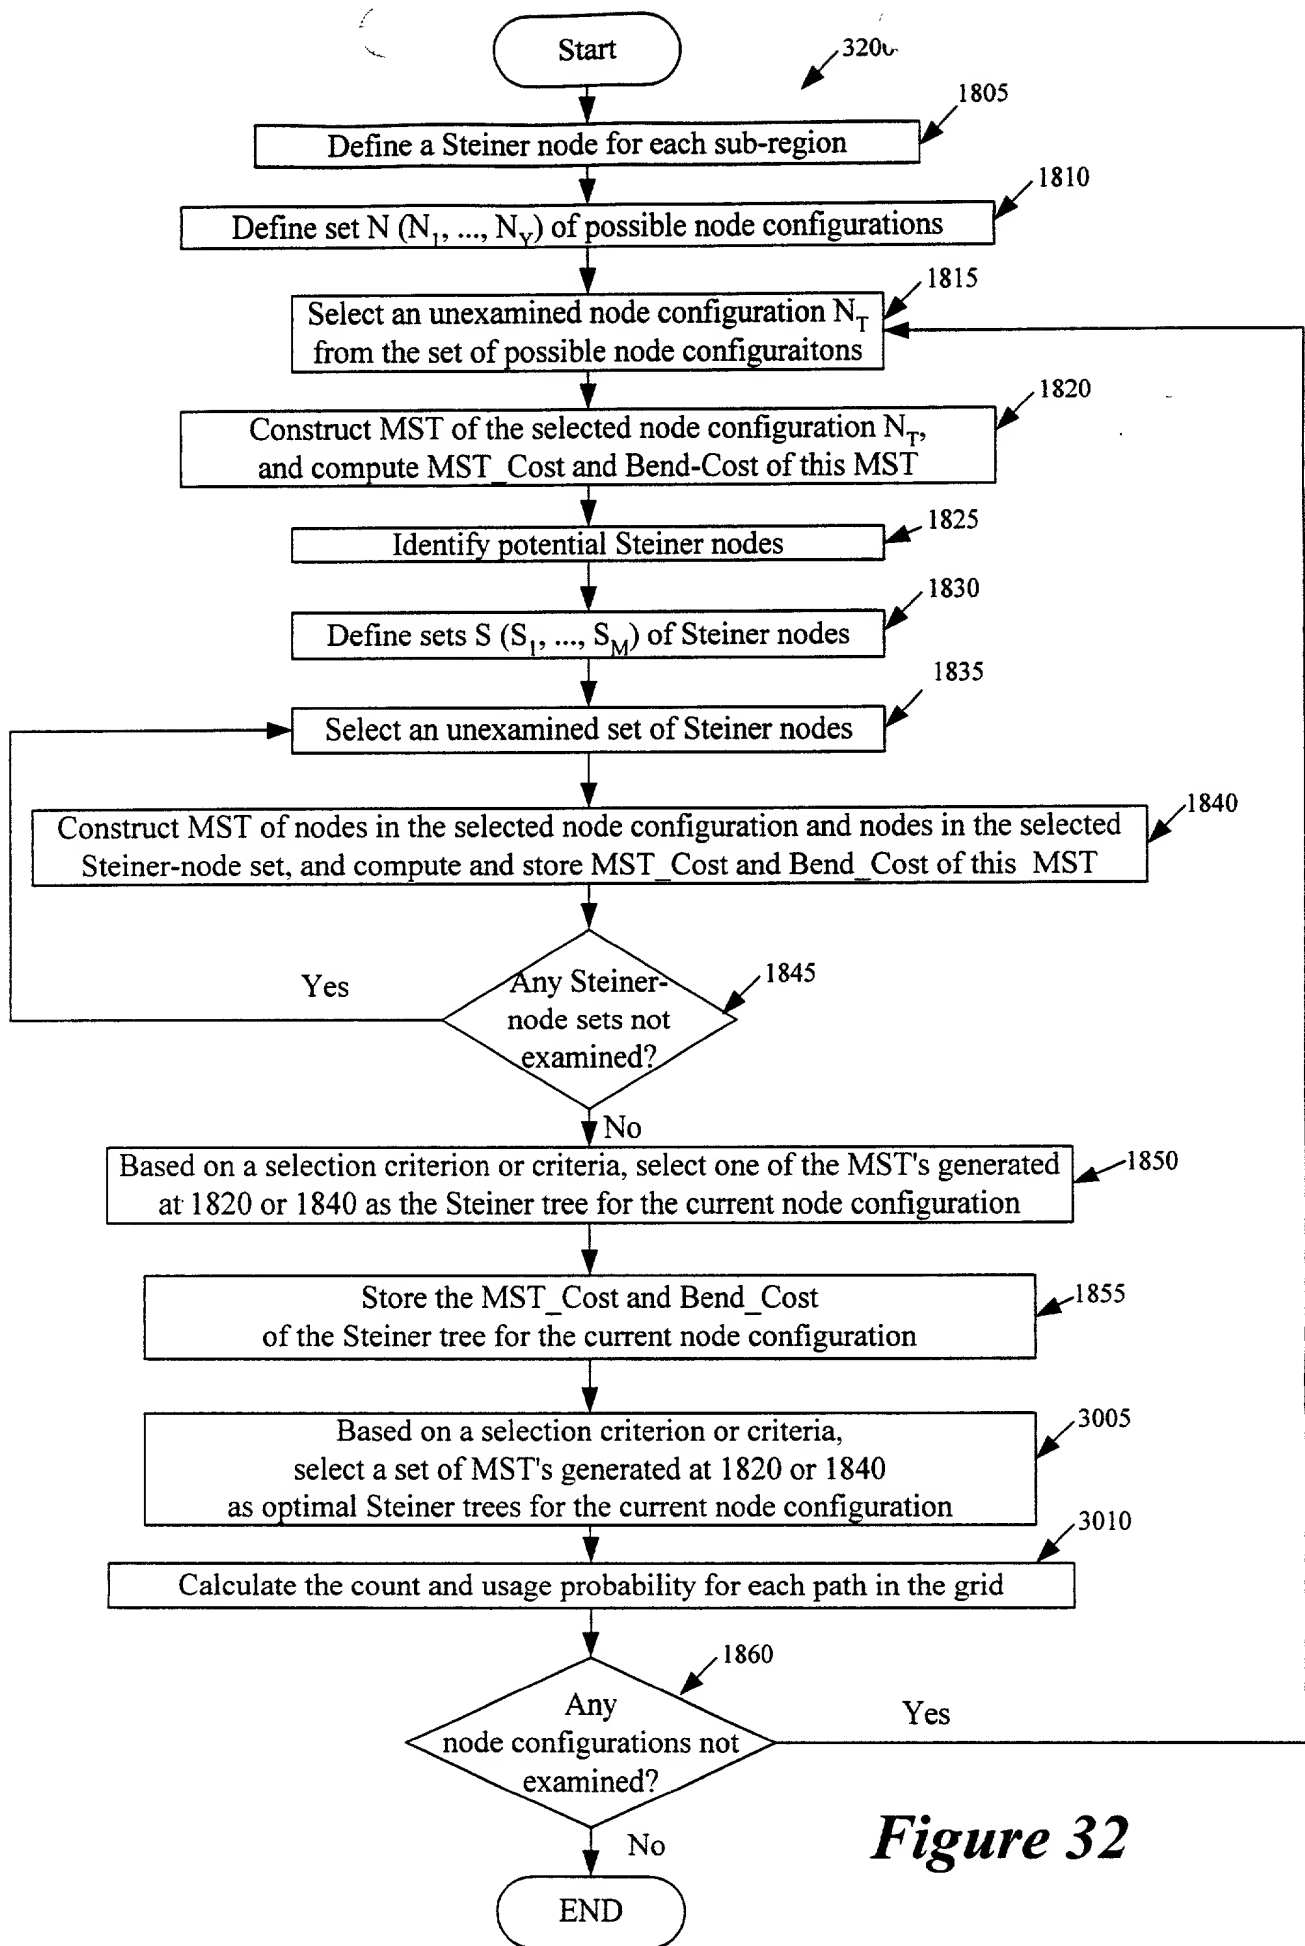 Start
3200
1805
Define a Steiner node for each sub-region
1810
Define set N (N1, ..., NY) of possible node configurations
1815
Select an unexamined node configuration NT
from the set of possible node configuraitons
1820
Construct MST of the selected node configuration NT,
and compute MST_Cost and Bend-Cost of this MST
1825
Identify potential Steiner nodes
1830
Define sets S (S1, ..., SM) of Steiner nodes
1835
Select an unexamined set of Steiner nodes
1840
Construct MST of nodes in the selected node configuration and nodes in the selected
Steiner-node set, and compute and store MST_Cost and Bend_Cost of this MST
1845
Yes
Any Steiner-
node sets not
examined?
No
1850
Based on a selection criterion or criteria, select one of the MST's generated
at 1820 or 1840 as the Steiner tree for the current node configuration
1855
Store the MST_Cost and Bend_Cost
of the Steiner tree for the current node configuration
3005
Based on a selection criterion or criteria,
select a set of MST's generated at 1820 or 1840
as optimal Steiner trees for the current node configuration
3010
Calculate the count and usage probability for each path in the grid
1860
Any
node configurations not
examined?
Yes
No
END
Figure 32